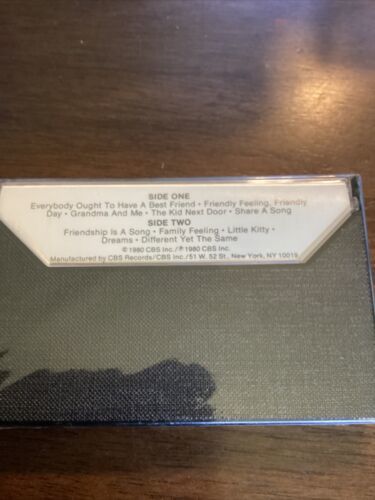 SIDE ONE
Everybody Ought To Have A Best Friend • Friendly Feeling, Friendly
Day • Grandma And Me • The Kid Next Door • Share A Song
SIDE TWO
Friendship Is A Song • Family Feeling • Little Kitty •
Dreams • Different Yet The Same
© 1980 CBS Inc./℗ 1980 CBS Inc.
Manufactured by CBS Records/CBS Inc./51 W. 52 St., New York, NY 10019